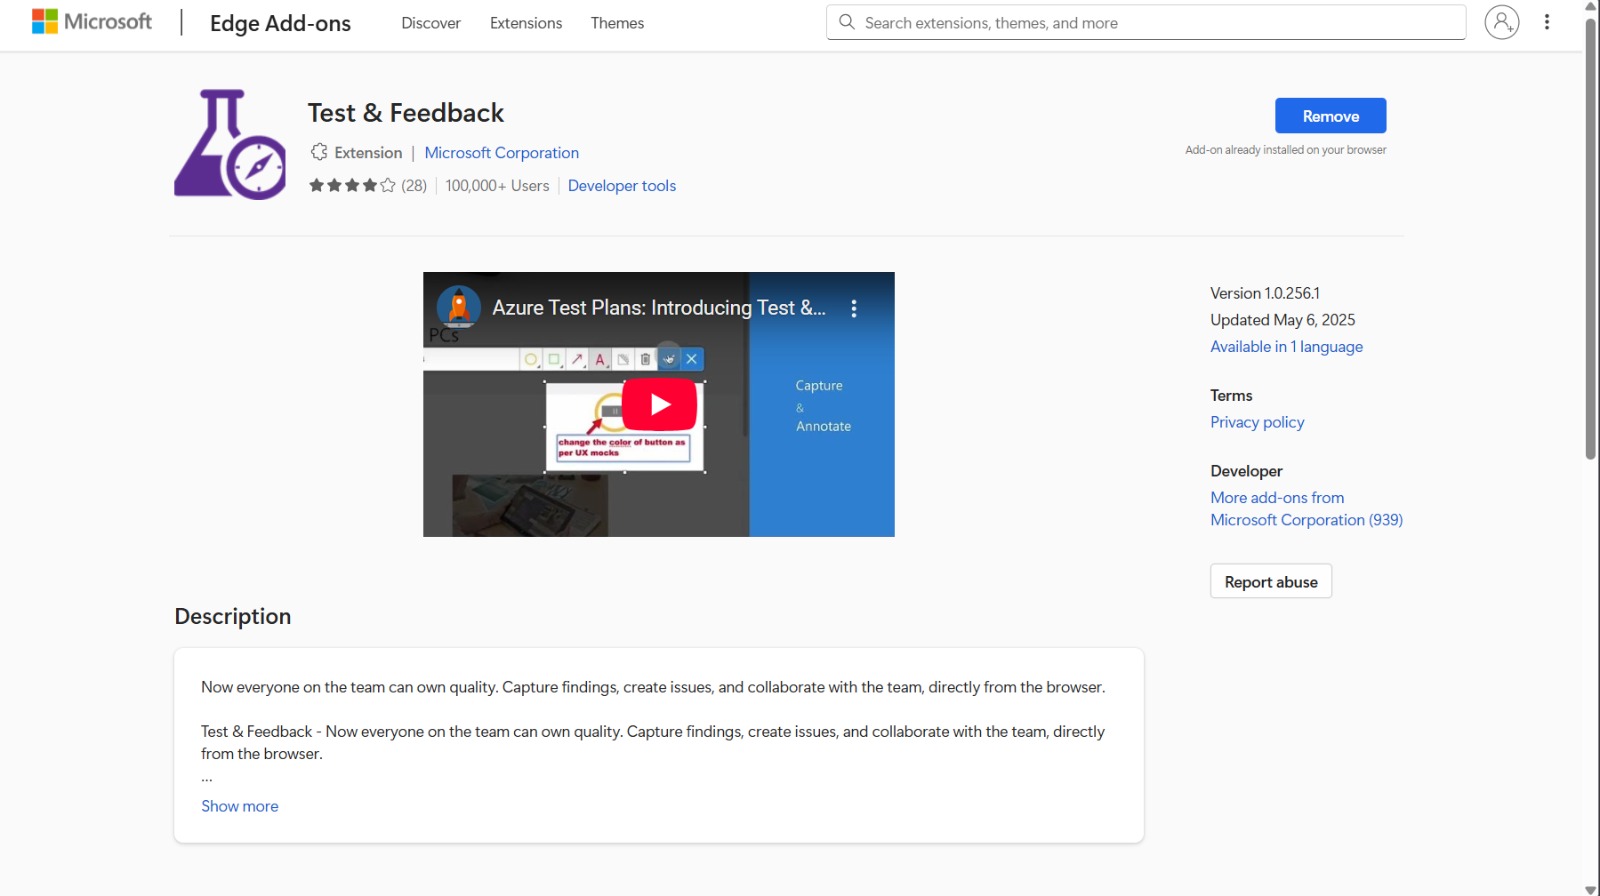 Microsoft
Edge Add-ons
Discover
Extensions
Themes
Search extensions, themes, and more
Test & Feedback
Extension | Microsoft Corporation
(28)
100,000+ Users
Developer tools
Remove
Add-on already installed on your browser
Azure Test Plans: Introducing Test &...
PCs
A
change the color of button as
per UX mocks
Capture
&
Annotate
Version 1.0.256.1
Updated May 6, 2025
Available in 1 language
Terms
Privacy policy
Developer
More add-ons from
Microsoft Corporation (939)
Report abuse
Description
Now everyone on the team can own quality. Capture findings, create issues, and collaborate with the team, directly from the browser.
Test & Feedback - Now everyone on the team can own quality. Capture findings, create issues, and collaborate with the team, directly
from the browser.
...
Show more